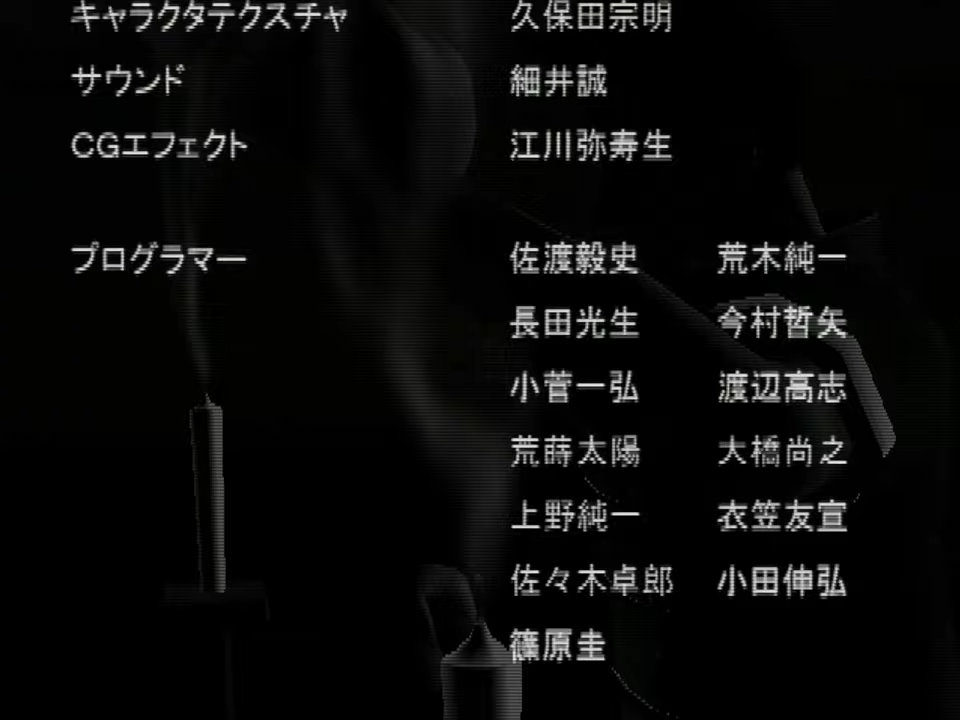 キャラクタテクスチャ 久保田宗明
サウンド 細井誠
CGエフェクト 江川弥寿生
プログラマー 佐渡毅史 荒木純一
長田光生 今村哲矢
小菅一弘 渡辺高志
荒蒔太陽 大橋尚之
上野純一 衣笠友宣
佐々木卓郎 小田伸弘
篠原圭